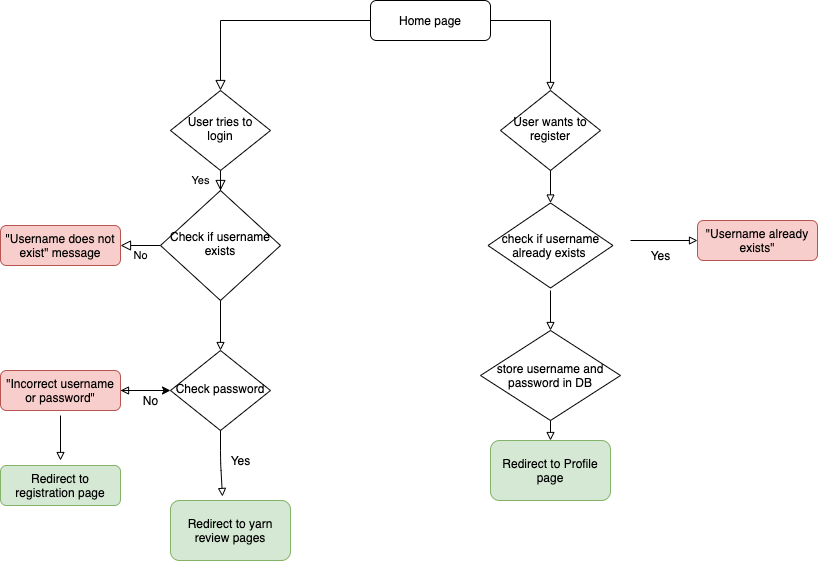 Home page
User tries to
login
User wants to
register
Yes
"Username does not
exist" message
No
Check if username
exists
check if username
already exists
Yes
"Username already
exists"
"Incorrect username
or password"
No
Check password
store username and
password in DB
Yes
Redirect to
registration page
Redirect to Profile
page
Redirect to yarn
review pages